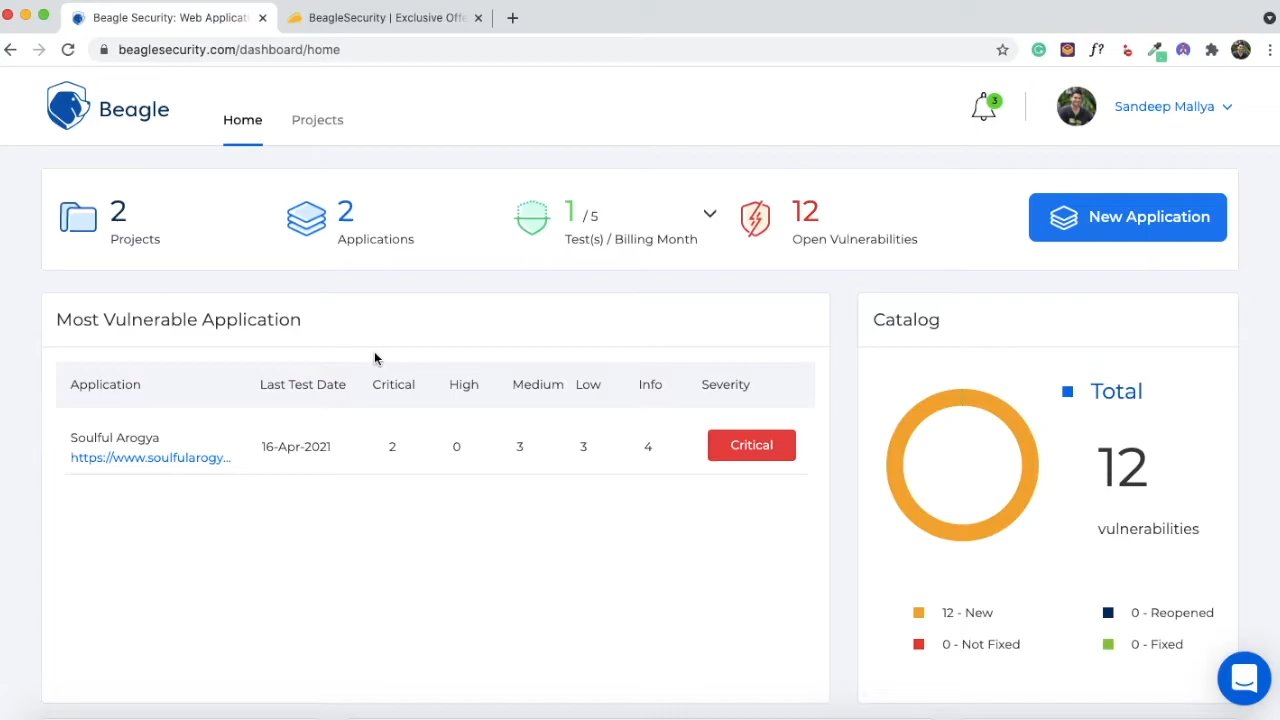 Beagle Security: Web Applicat
BeagleSecurity | Exclusive Offe
beaglesecurity.com/dashboard/home
f?
Beagle
Home
Projects
3
Sandeep Mallya
2
Projects
2
Applications
1 / 5
Test(s) / Billing Month
12
Open Vulnerabilities
New Application
Most Vulnerable Application
Application Last Test Date Critical High Medium Low Info Severity
Soulful Arogya
https://www.soulfularogy...
16-Apr-2021 2 0 3 3 4 Critical
Catalog
Total
12
vulnerabilities
12 - New
0 - Reopened
0 - Not Fixed
0 - Fixed